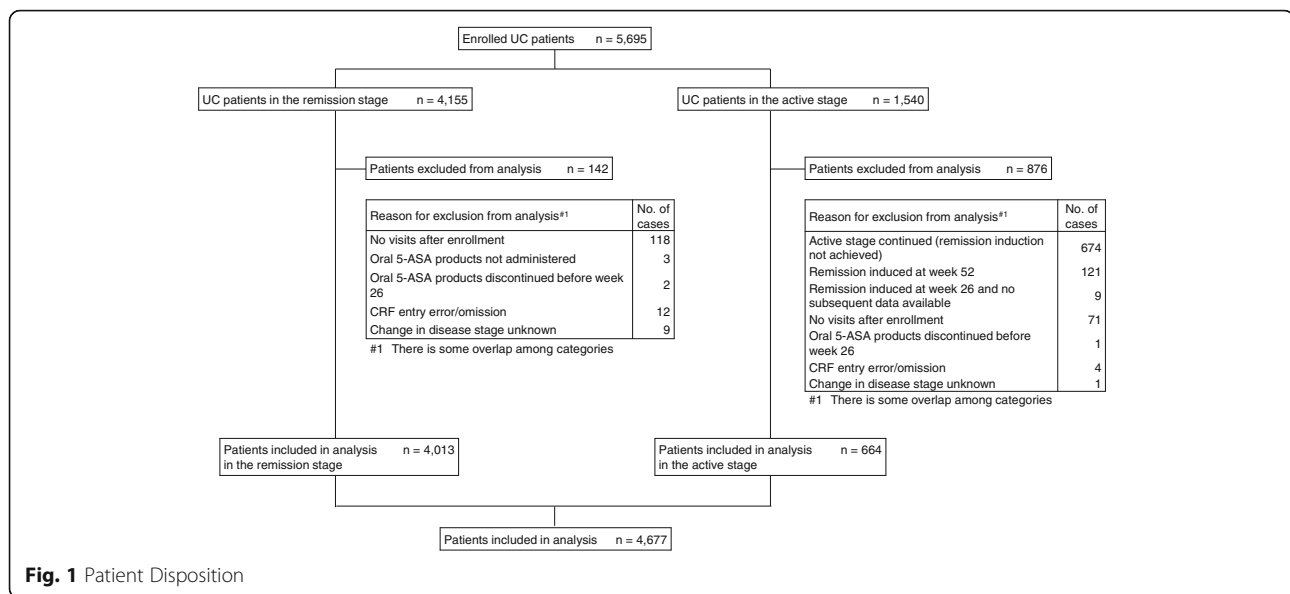 Enrolled UC patients n = 5,695
UC patients in the remission stage n = 4,155
UC patients in the active stage n = 1,540
Patients excluded from analysis n = 142
Reason for exclusion from analysis#1
No. of
cases
No visits after enrollment 118
Oral 5-ASA products not administered 3
Oral 5-ASA products discontinued before week
26
2
CRF entry error/omission 12
Change in disease stage unknown 9
#1 There is some overlap among categories
Patients excluded from analysis n = 876
Reason for exclusion from analysis#1
No. of
cases
Active stage continued (remission induction
not achieved)
674
Remission induced at week 52 121
Remission induced at week 26 and no
subsequent data available
9
No visits after enrollment 71
Oral 5-ASA products discontinued before
week 26
1
CRF entry error/omission 4
Change in disease stage unknown 1
#1 There is some overlap among categories
Patients included in analysis n = 4,013
in the remission stage
Patients included in analysis n = 664
in the active stage
Patients included in analysis n = 4,677
Fig. 1 Patient Disposition